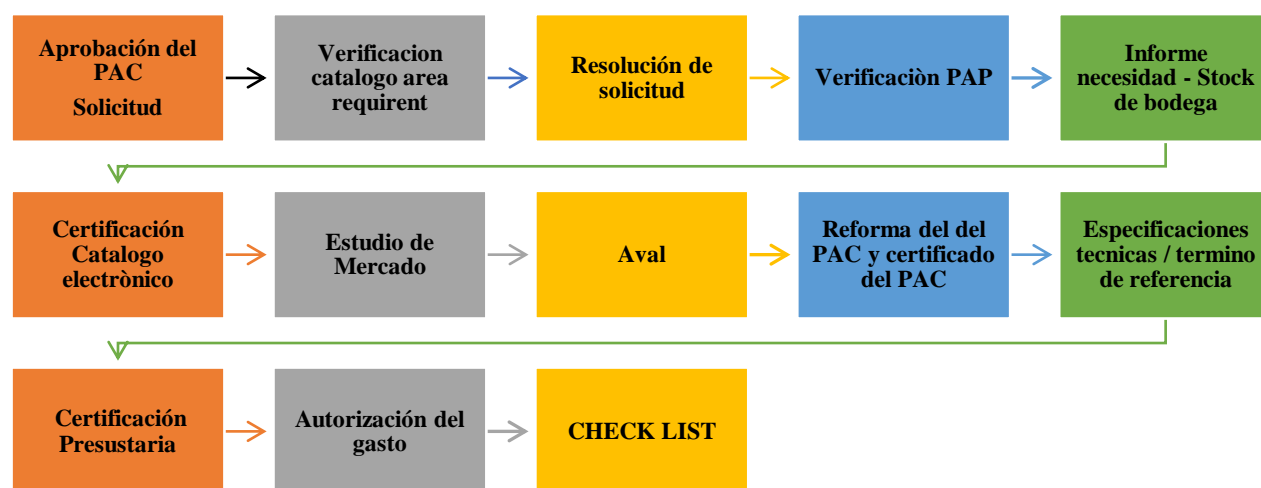 Aprobación del
PAC
Solicitud
Verificacion
catalogo area
requirent
Resolución de
solicitud
Verificaciòn PAP
Informe
necesidad - Stock
de bodega
Certificación
Catalogo
electrònico
Estudio de
Mercado
Aval
Reforma del del
PAC y certificado
del PAC
Especificaciones
tecnicas / termino
de referencia
Certificación
Presustaria
Autorización del
gasto
CHECK LIST